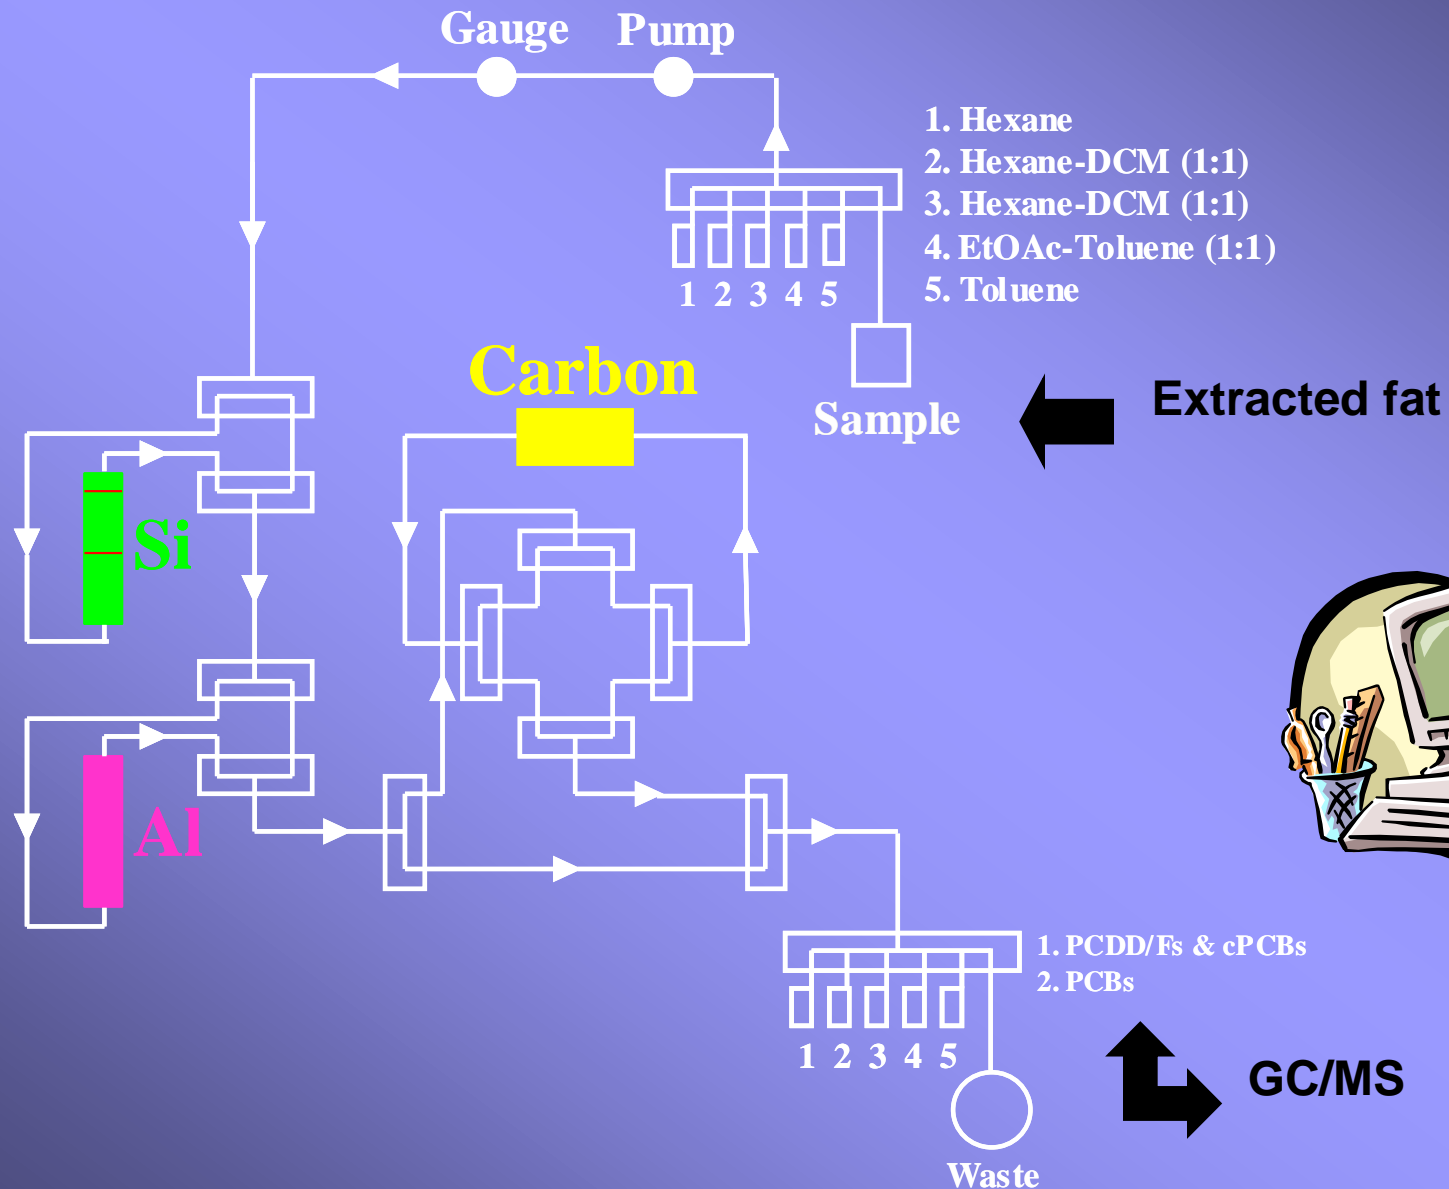 Gauge Pump
1. Hexane
2. Hexane-DCM (1:1)
3. Hexane-DCM (1:1)
4. EtOAc-Toluene (1:1)
5. Toluene
1 2 3 4 5
Carbon
Sample
Extracted fat
Si
Al
1. PCDD/Fs & cPCBs
2. PCBs
1 2 3 4 5
GC/MS
Waste